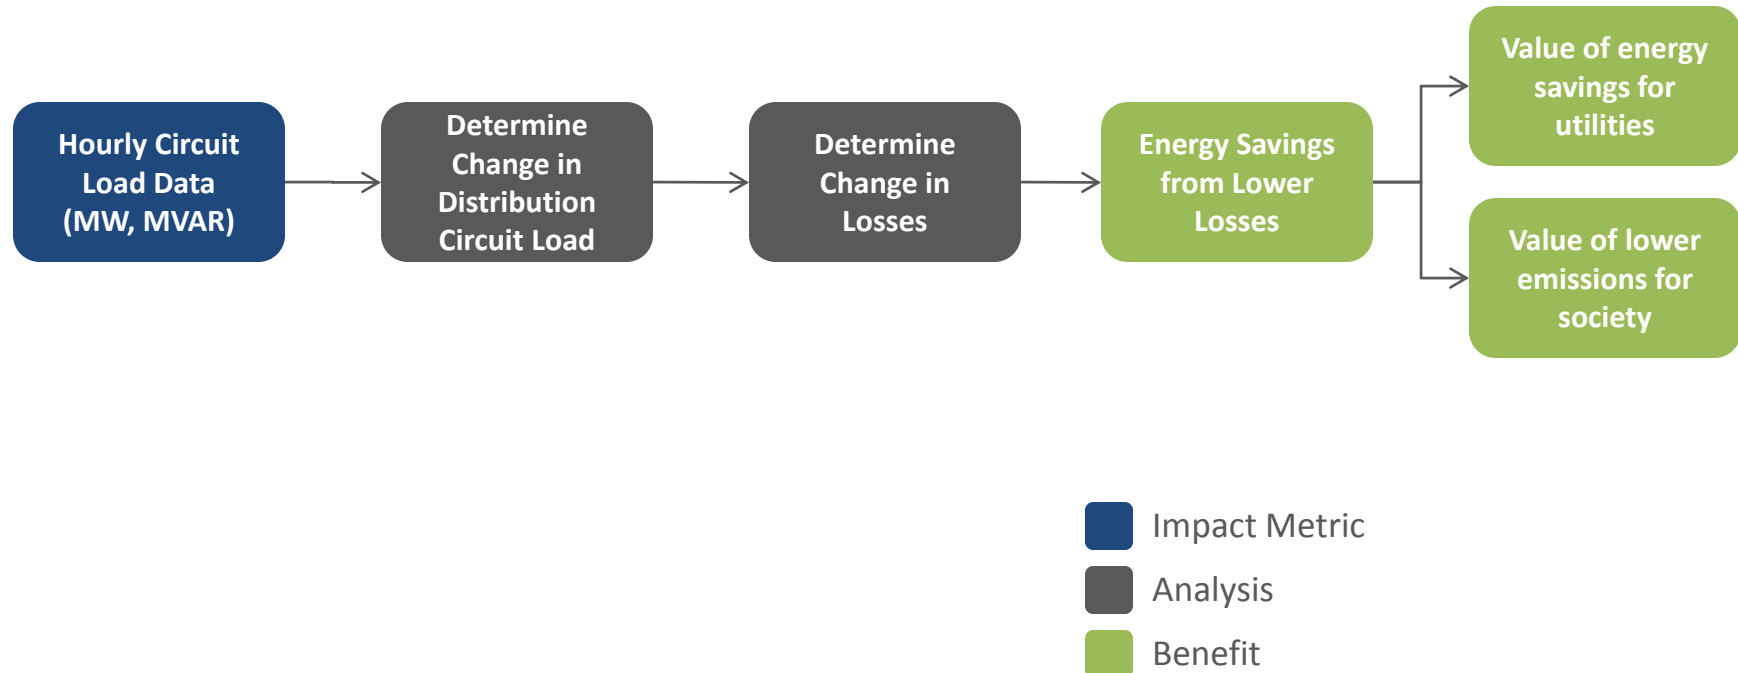 Hourly Circuit
Load Data
(MW, MVAR)
Determine
Change in
Distribution
Circuit Load
Determine
Change in
Losses
Energy Savings
from Lower
Losses
Value of energy
savings for
utilities
Value of lower
emissions for
society
Impact Metric
Analysis
Benefit